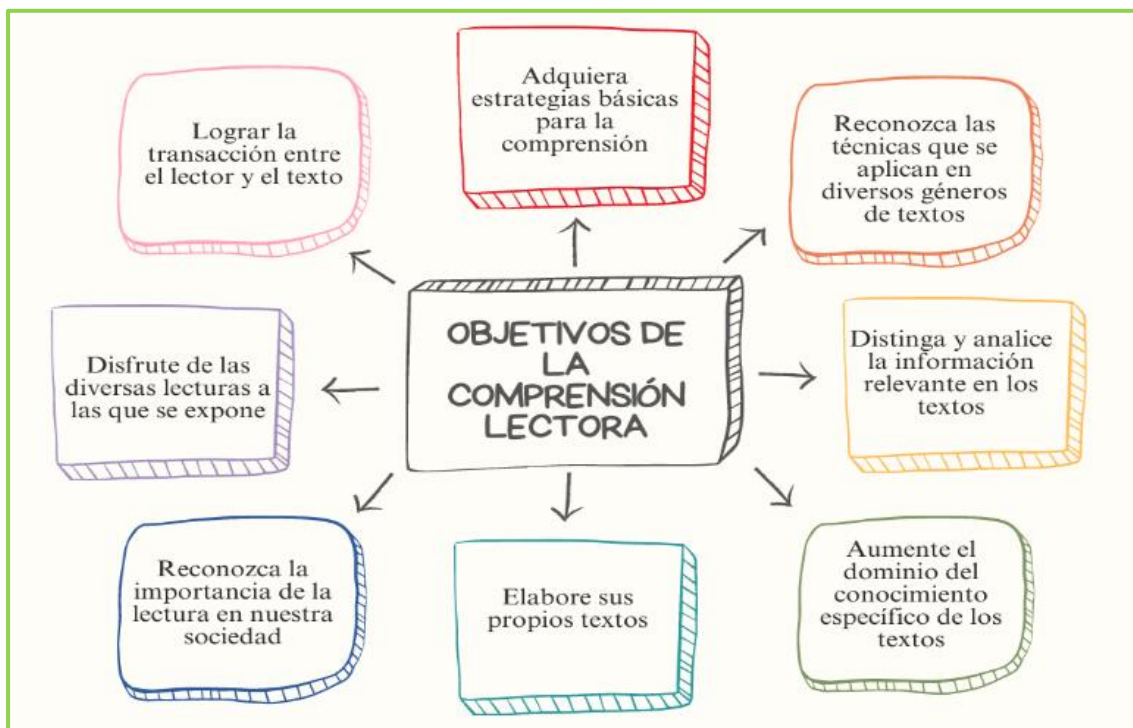 Lograr la
transacción entre
el lector y el texto
Adquiera
estrategias básicas
para la
comprensión
Reconozca las
técnicas que se
aplican en
diversos géneros
de textos
Disfrute de las
diversas lecturas a
las que se expone
OBJETIVOS DE
LA
COMPRENSIÓN
LECTORA
Distinga y analice
la información
relevante en los
textos
Reconozca la
importancia de la
lectura en nuestra
sociedad
Elabore sus
propios textos
Aumente el
dominio del
conocimiento
específico de los
textos